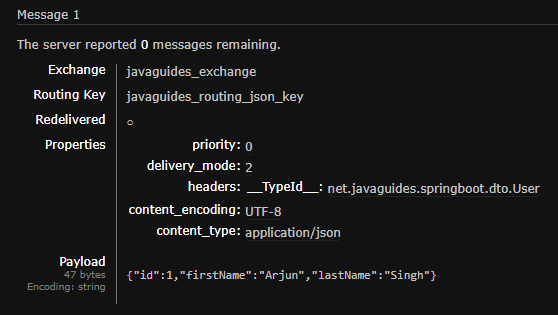 Message 1
The server reported 0 messages remaining.
Exchange javaguides_exchange
Routing Key javaguides_routing_json_key
Redelivered ○
Properties priority: 0
delivery_mode: 2
headers: __TypeId__: net.javaguides.springboot.dto.User
content_encoding: UTF-8
content_type: application/json
Payload
47 bytes {"id":1,"firstName":"Arjun","lastName":"Singh"}
Encoding: string